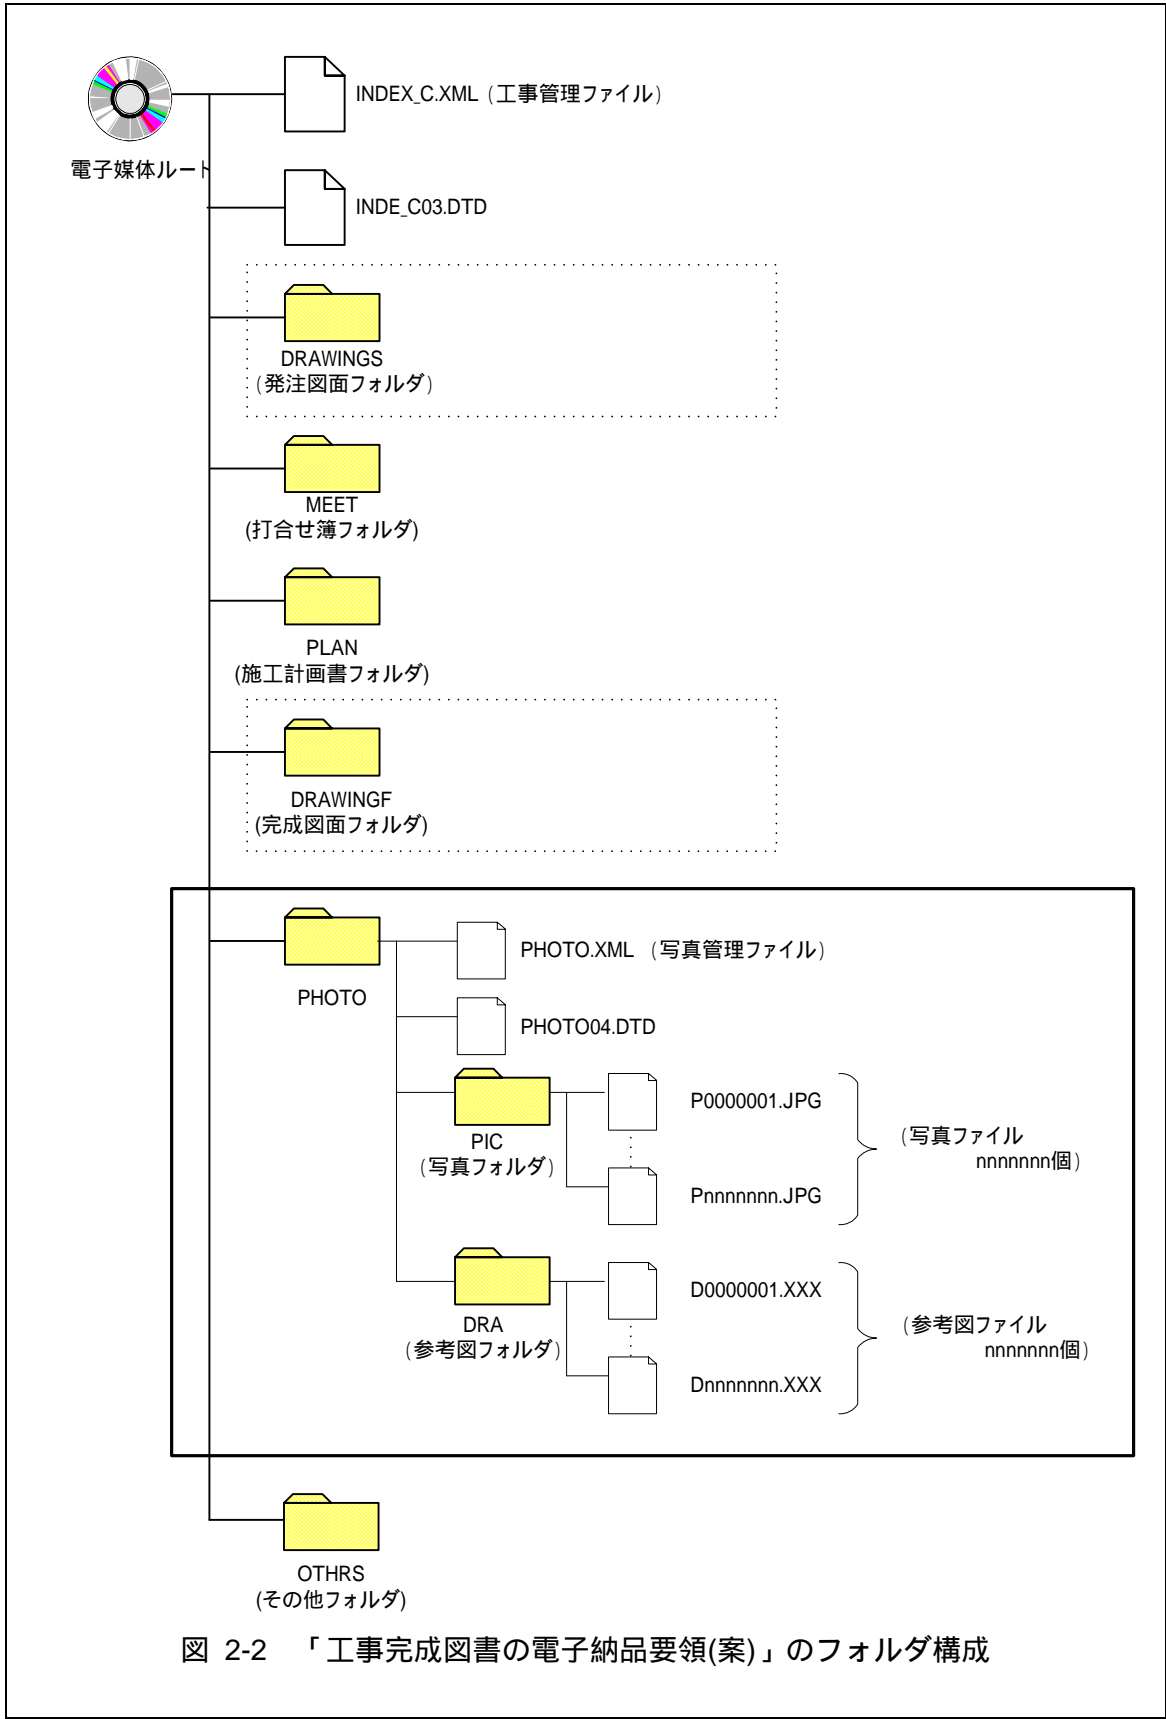 INDEX_C.XML (工事管理ファイル)
電子媒体ルート
INDE_C03.DTD
DRAWINGS
(発注図面フォルダ)
MEET
(打合せ簿フォルダ)
PLAN
(施工計画書フォルダ)
DRAWINGF
(完成図面フォルダ)
PHOTO
PHOTO.XML (写真管理ファイル)
PHOTO04.DTD
PIC
(写真フォルダ)
P0000001.JPG
Pnnnnnnn.JPG
(写真ファイル
nnnnnnn個)
DRA
(参考図フォルダ)
D0000001.XXX
Dnnnnnnn.XXX
(参考図ファイル
nnnnnnn個)
OTHRS
(その他フォルダ)
図 2-2 「工事完成図書の電子納品要領(案)」のフォルダ構成